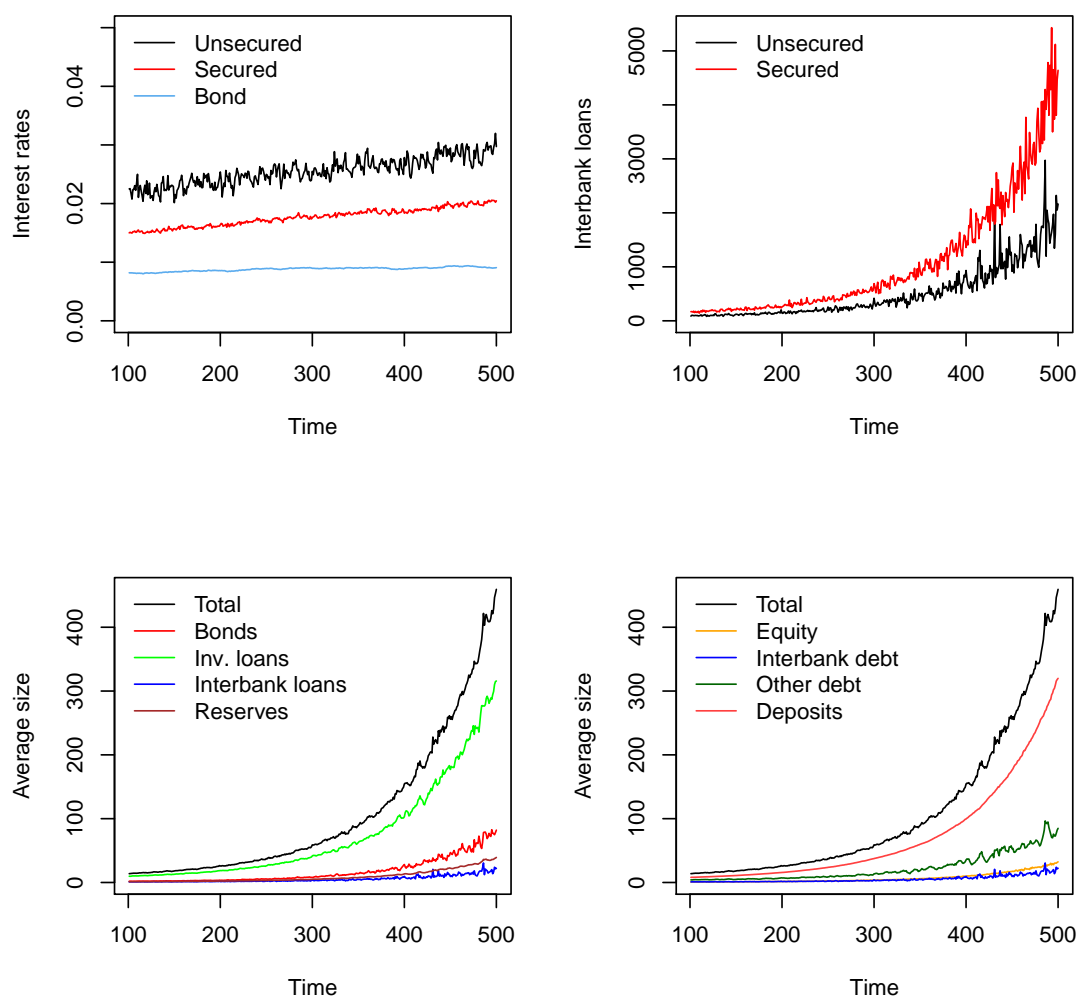 Unsecured
Secured
Bond
Interest rates
0.00
0.02
0.04
100 200 300 400 500
Time
Unsecured
Secured
Interbank loans
0
1000
3000
5000
100 200 300 400 500
Time
Total
Bonds
Inv. loans
Interbank loans
Reserves
Average size
0
100
200
300
400
100 200 300 400 500
Time
Total
Equity
Interbank debt
Other debt
Deposits
Average size
0
100
200
300
400
100 200 300 400 500
Time